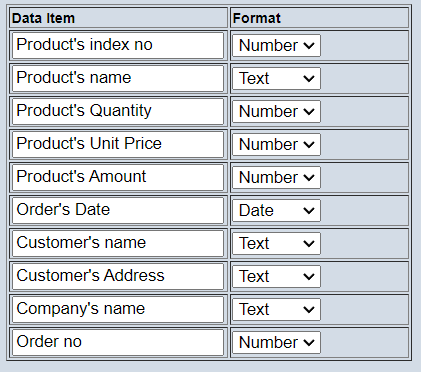 Data Item Format
Product's index no Number
Product's name Text
Product's Quantity Number
Product's Unit Price Number
Product's Amount Number
Order's Date Date
Customer's name Text
Customer's Address Text
Company's name Text
Order no Number